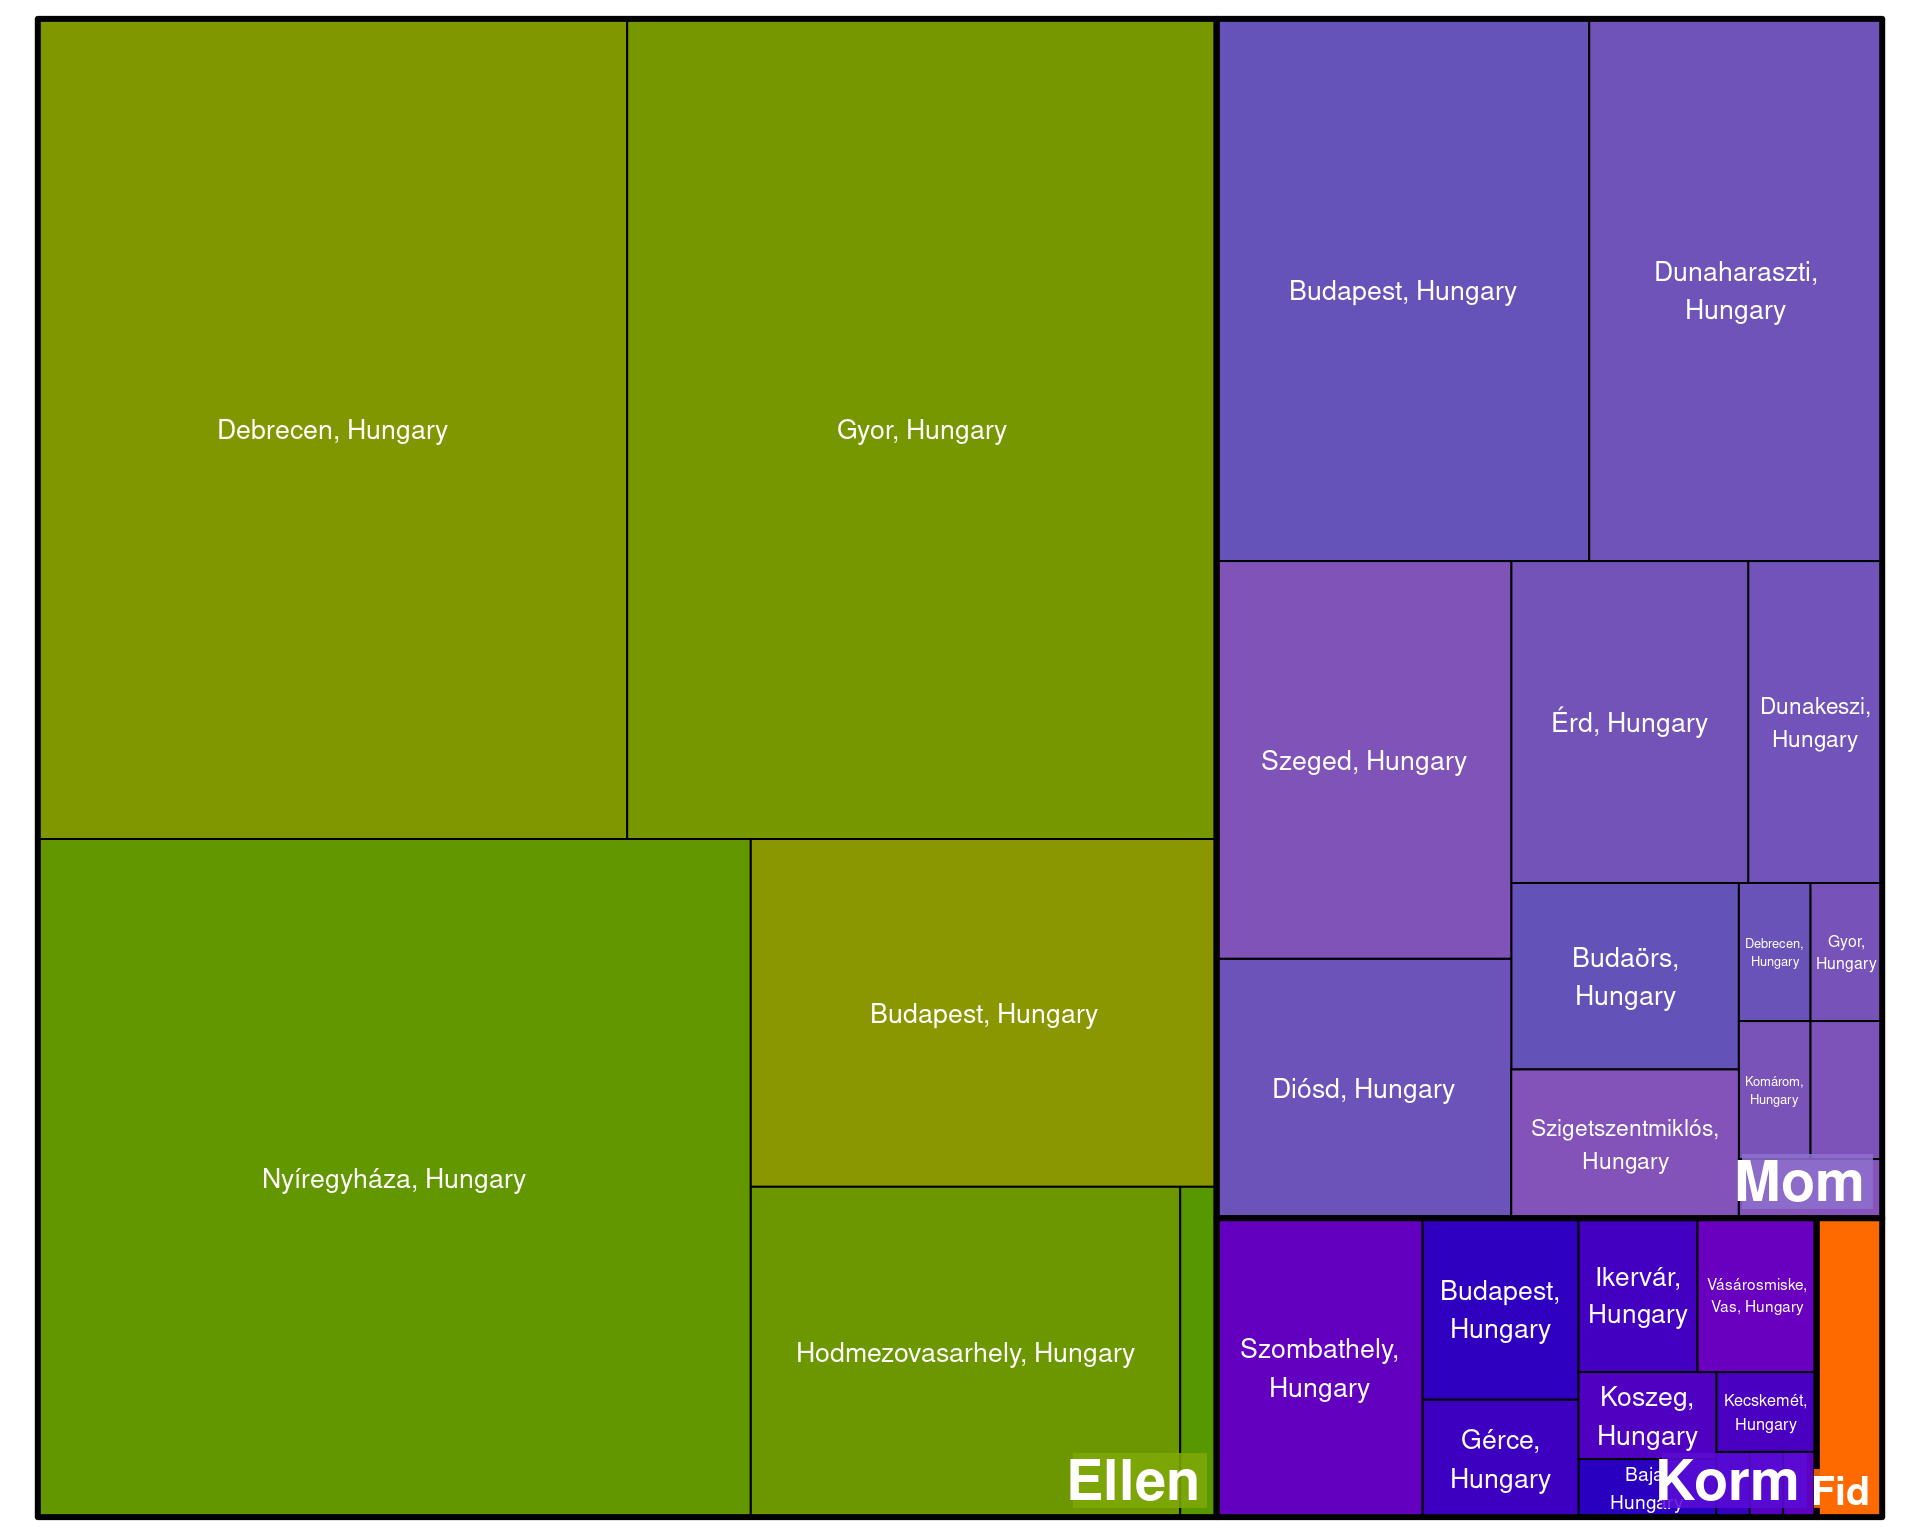 Debrecen, Hungary
Gyor, Hungary
Nyíregyháza, Hungary
Budapest, Hungary
Hodmezovasarhely, Hungary
Ellen
Budapest, Hungary
Dunaharaszti,
Hungary
Szeged, Hungary
Érd, Hungary
Dunakeszi,
Hungary
Diósd, Hungary
Budaörs,
Hungary
Debrecen,
Hungary
Gyor,
Hungary
Komárom,
Hungary
Szigetszentmiklós,
Hungary
Mom
Szombathely,
Hungary
Budapest,
Hungary
Gérce,
Hungary
Ikervár,
Hungary
Vásárosmiske,
Vas, Hungary
Koszeg,
Hungary
Kecskemét,
Hungary
Baja,
Hungary
Korm
Fid